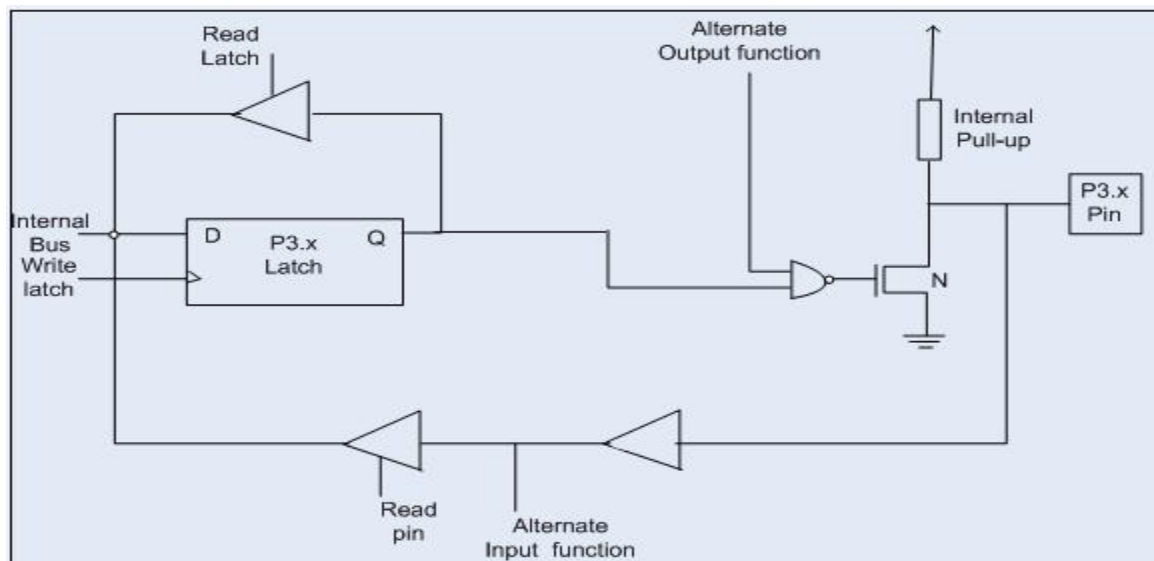 Read
Latch
Alternate
Output function
Internal
Pull-up
P3.x
Pin
Internal
Bus
Write
latch
D
P3.x
Latch
Q
N
Read
pin
Alternate
Input function